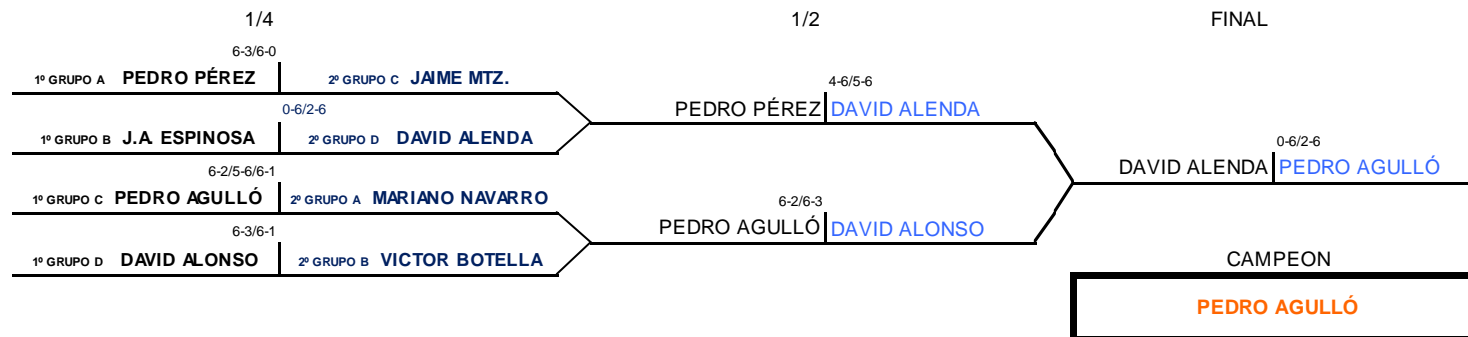 1/4 1/2 FINAL
6-3/6-0
1º GRUPO A PEDRO PÉREZ 2º GRUPO C JAIME MTZ.
0-6/2-6
1º GRUPO B J.A. ESPINOSA 2º GRUPO D DAVID ALENDA
6-2/5-6/6-1
1º GRUPO C PEDRO AGULLÓ 2º GRUPO A MARIANO NAVARRO
6-3/6-1
1º GRUPO D DAVID ALONSO 2º GRUPO B VICTOR BOTELLA
4-6/5-6
PEDRO PÉREZ DAVID ALENDA
6-2/6-3
PEDRO AGULLÓ DAVID ALONSO
0-6/2-6
DAVID ALENDA PEDRO AGULLÓ
CAMPEON
PEDRO AGULLÓ